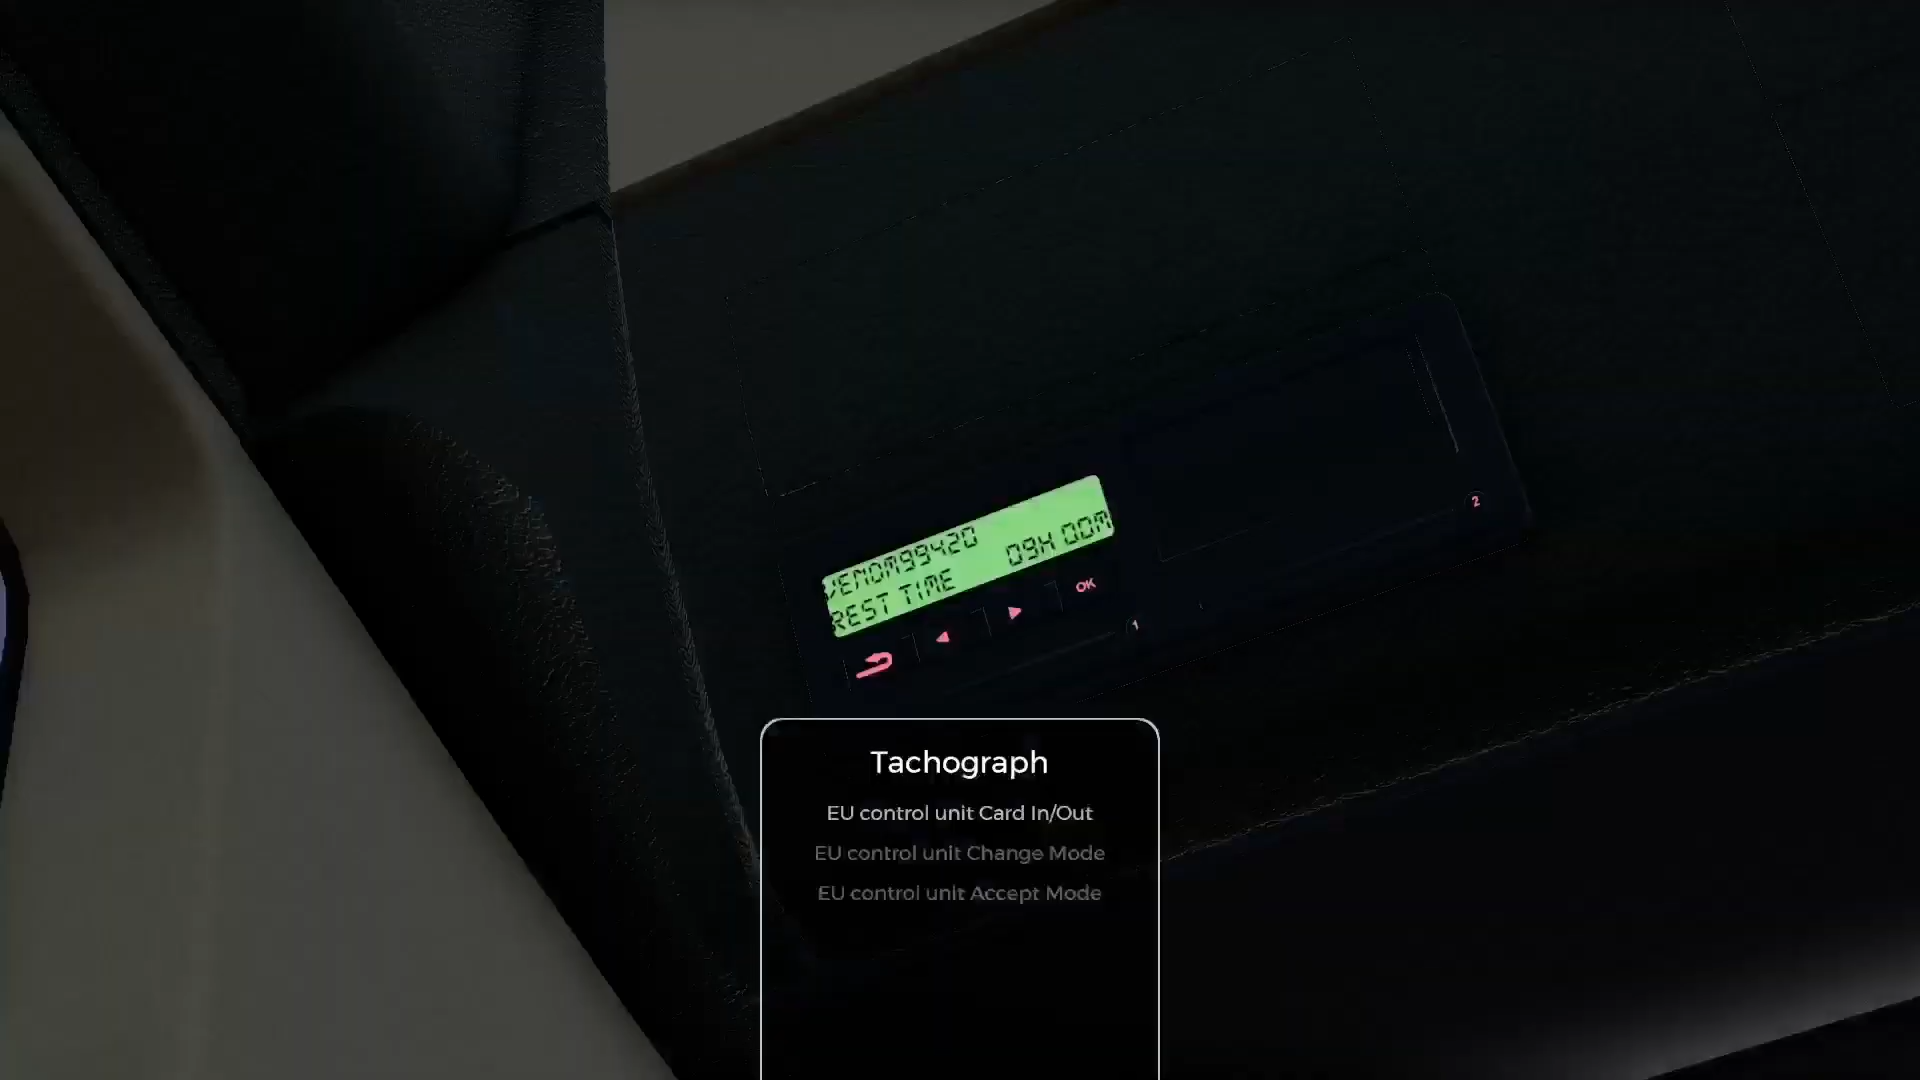 VENOM99420
REST TIME 09H 00M
OK
1
2
Tachograph
EU control unit Card In/Out
EU control unit Change Mode
EU control unit Accept Mode